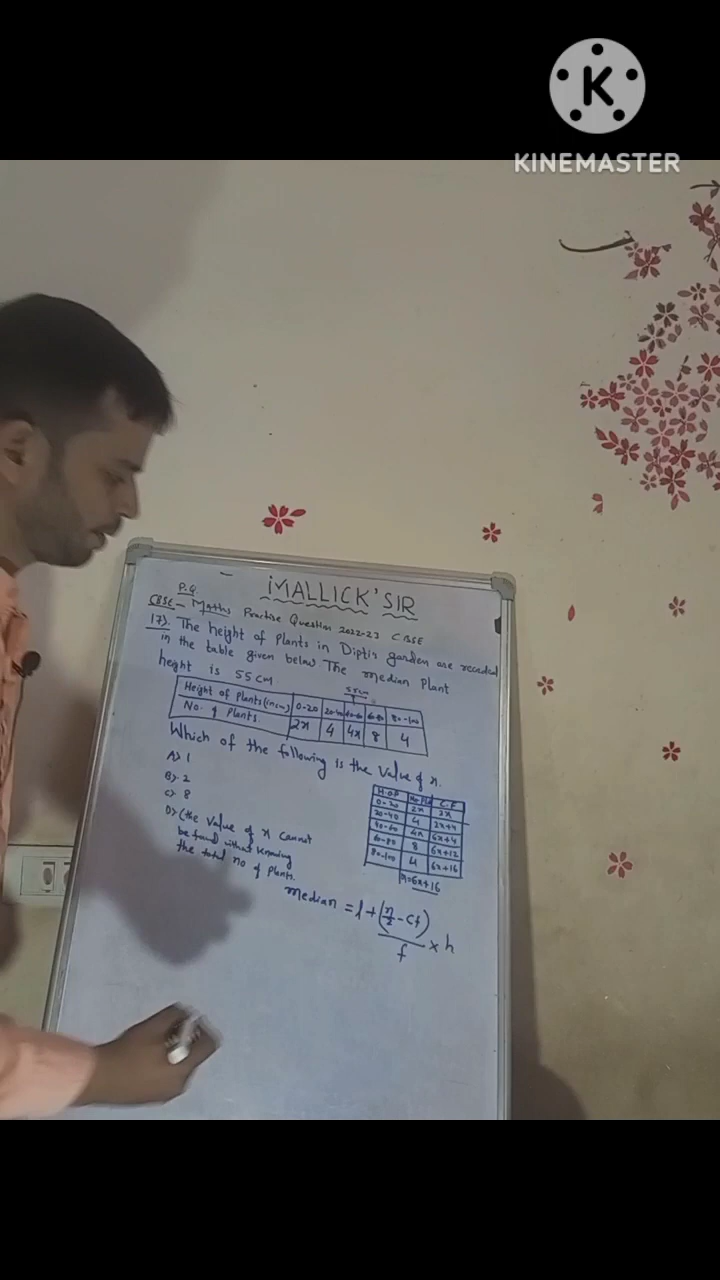 K
KINEMASTER
MALLICK'SIR
P.Q.
CBSE - Maths Practise Question 2022-23 CBSE
17). The height of Plants in Diptis garden are recorded
in the table given below The median Plant
height is 55 cm.
55cm
Height of Plants (in cm) 0-20 20-40 40-60 60-80 80-100
No. of Plants. 2x 4 4x 8 4
Which of the following is the value of x.
A) 1
B) 2
C) 8
D) (the value of x cannot
be found without knowing
the total no of plants.
H.O.P C.F
0-20 2x 2x
20-40 4 2x+4
40-60 4x 6x+4
60-80 8 6x+12
80-100 4 6x+16
n=6x+16
median = l + (n/2 - cf)/f × h